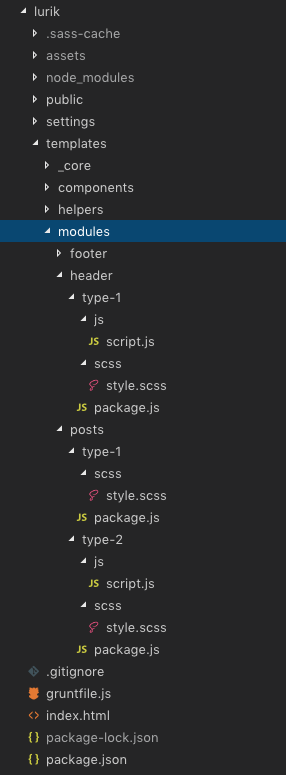 lurik
.sass-cache
assets
node_modules
public
settings
templates
_core
components
helpers
modules
footer
header
type-1
js
JS script.js
scss
style.scss
JS package.js
posts
type-1
scss
style.scss
JS package.js
type-2
js
JS script.js
scss
style.scss
JS package.js
.gitignore
gruntfile.js
<> index.html
{ } package-lock.json
{ } package.json